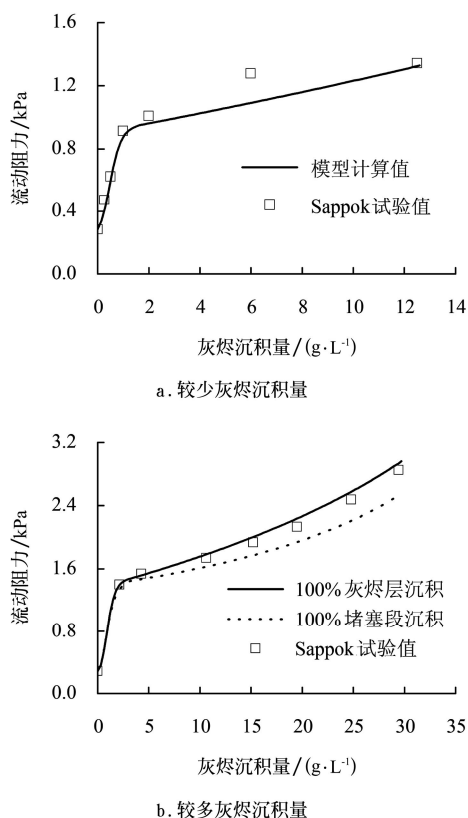 1.6
1.2
0.8
0.4
0.0
流动阻力/kPa
模型计算值
Sappok试验值
0 2 4 6 8 10 12 14
灰烬沉积量/(g·L⁻¹)
a.较少灰烬沉积量
3.2
2.4
1.6
0.8
0.0
流动阻力/kPa
100%灰烬层沉积
100%堵塞段沉积
Sappok试验值
0 5 10 15 20 25 30 35
灰烬沉积量/(g·L⁻¹)
b.较多灰烬沉积量